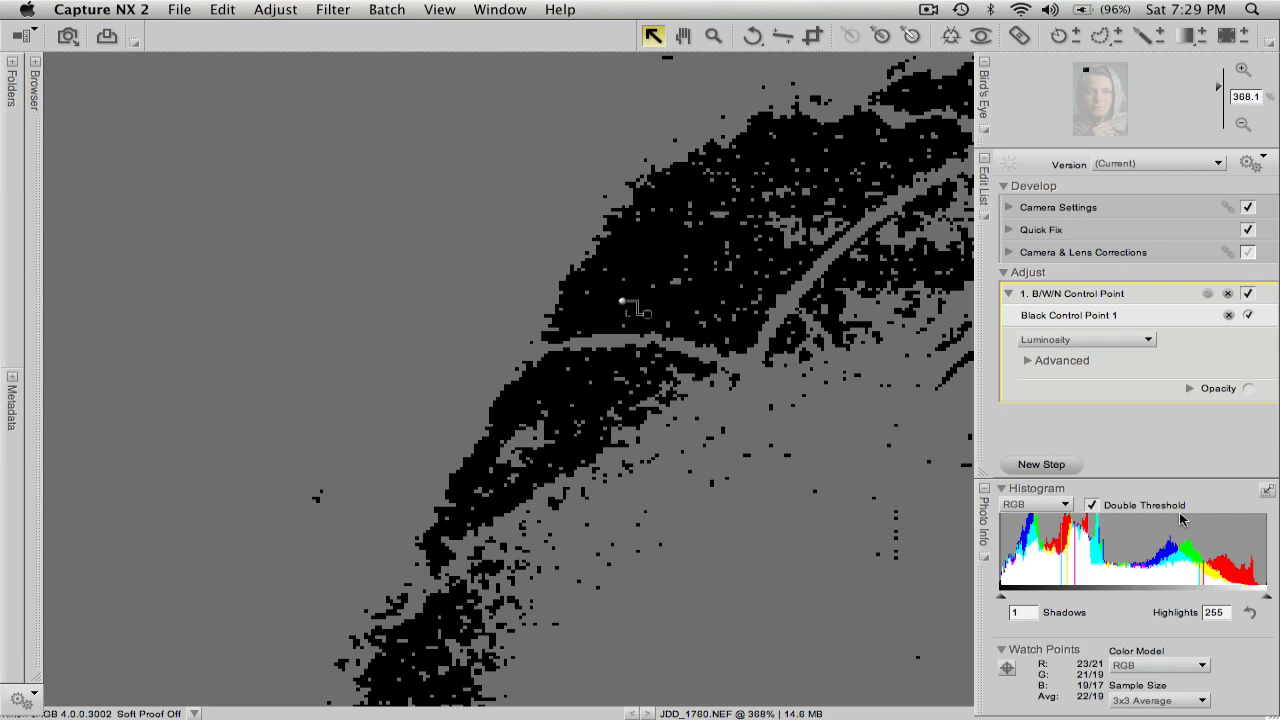 Capture NX 2 File Edit Adjust Filter Batch View Window Help (96%) Sat 7:29 PM
Folders
Browser
Metadata
Bird's Eye
368.1 %
Edit List
Version (Current)
Develop
Camera Settings
Quick Fix
Camera & Lens Corrections
Adjust
1. B/W/N Control Point
Black Control Point 1
Luminosity
Advanced
Opacity
New Step
Photo Info
Histogram
RGB Double Threshold
1 Shadows Highlights 255
Watch Points
Color Model
R: 23/21 RGB
G: 21/19
B: 19/17 Sample Size
Avg: 22/19 3x3 Average
4.0.0.3002 Soft Proof Off JDD_1760.NEF @ 368% | 14.6 MB